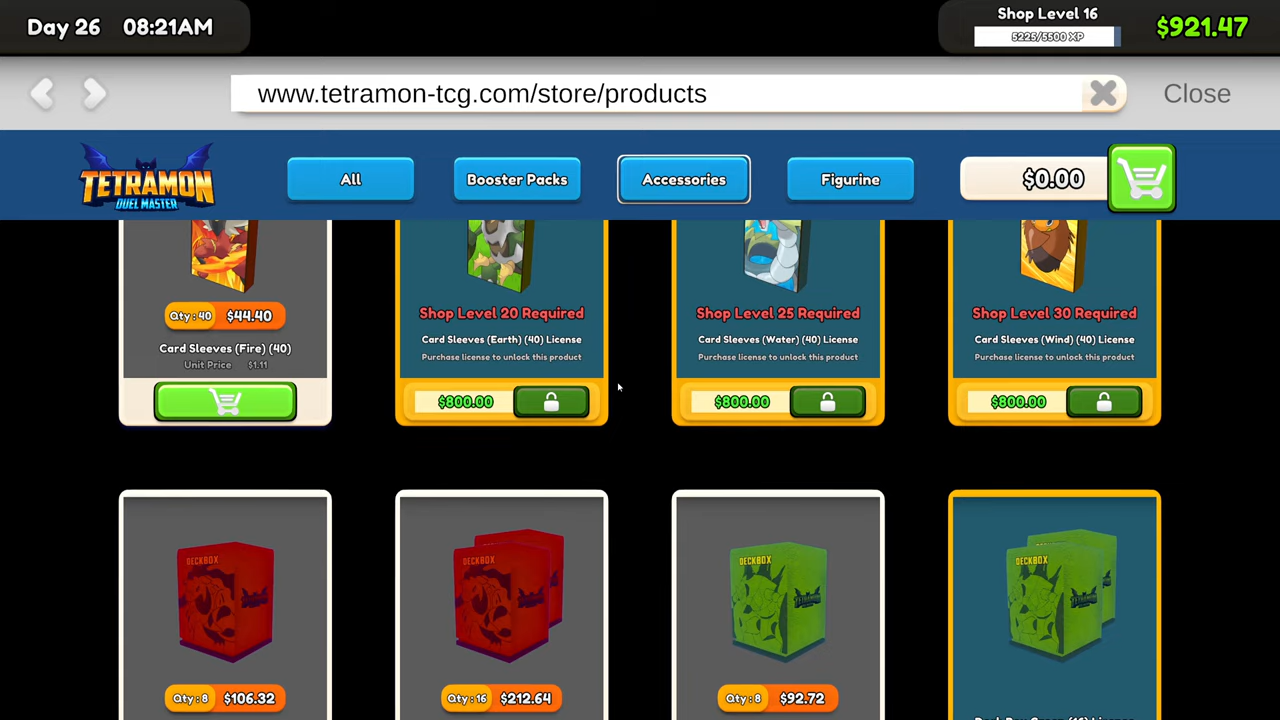 Day 26 08:21AM
Shop Level 16
5225/5500 XP
$921.47
www.tetramon-tcg.com/store/products
Close
TETRAMON
DUEL MASTER
All
Booster Packs
Accessories
Figurine
$0.00
Qty : 40 $44.40
Card Sleeves (Fire) (40)
Unit Price $1.11
Shop Level 20 Required
Card Sleeves (Earth) (40) License
Purchase license to unlock this product
$800.00
Shop Level 25 Required
Card Sleeves (Water) (40) License
Purchase license to unlock this product
$800.00
Shop Level 30 Required
Card Sleeves (Wind) (40) License
Purchase license to unlock this product
$800.00
DECKBOX
Qty : 8 $106.32
DECKBOX
Qty : 16 $212.64
DECKBOX
TETRAMON
Qty : 8 $92.72
DECKBOX
TETRAMON